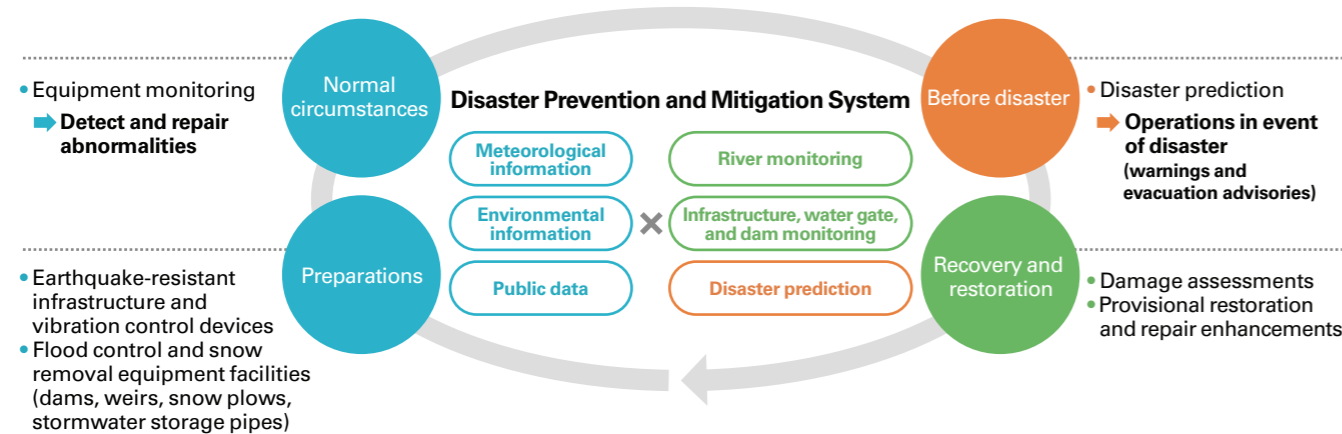 Normal
circumstances
• Equipment monitoring
Detect and repair
abnormalities
Disaster Prevention and Mitigation System
Before disaster
• Disaster prediction
Operations in event
of disaster
(warnings and
evacuation advisories)
Meteorological
information
River monitoring
Environmental
information
×
Infrastructure, water gate,
and dam monitoring
Public data
Disaster prediction
Preparations
• Earthquake-resistant
infrastructure and
vibration control devices
• Flood control and snow
removal equipment facilities
(dams, weirs, snow plows,
stormwater storage pipes)
Recovery and
restoration
• Damage assessments
• Provisional restoration
and repair enhancements